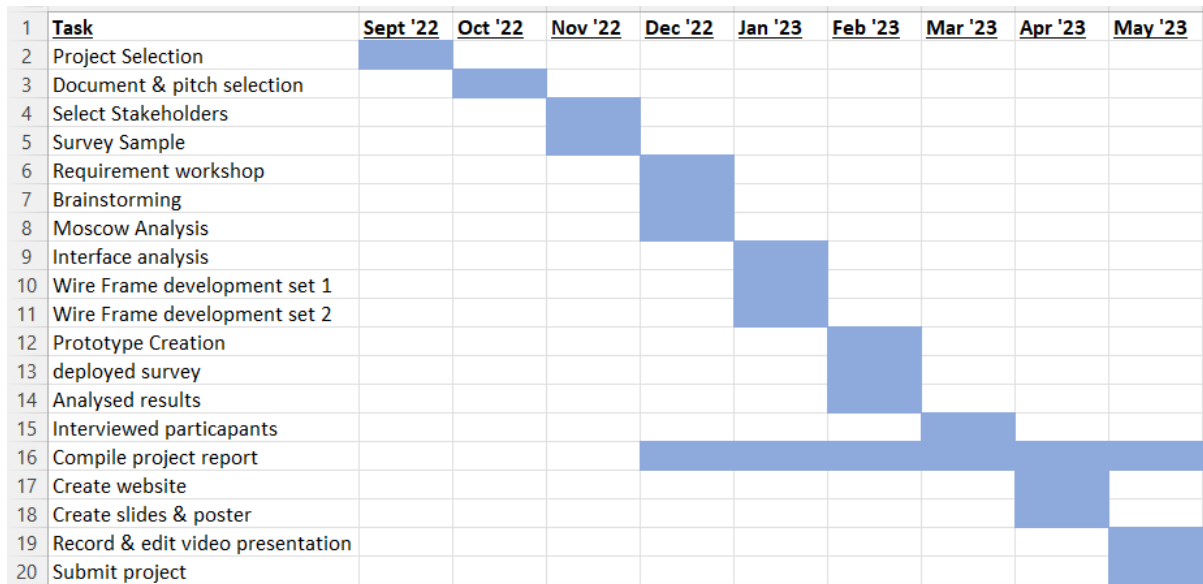 1 Task Sept '22 Oct '22 Nov '22 Dec '22 Jan '23 Feb '23 Mar '23 Apr '23 May '23
2 Project Selection
3 Document & pitch selection
4 Select Stakeholders
5 Survey Sample
6 Requirement workshop
7 Brainstorming
8 Moscow Analysis
9 Interface analysis
10 Wire Frame development set 1
11 Wire Frame development set 2
12 Prototype Creation
13 deployed survey
14 Analysed results
15 Interviewed particapants
16 Compile project report
17 Create website
18 Create slides & poster
19 Record & edit video presentation
20 Submit project